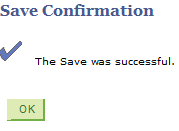 Save Confirmation
The Save was successful.
OK